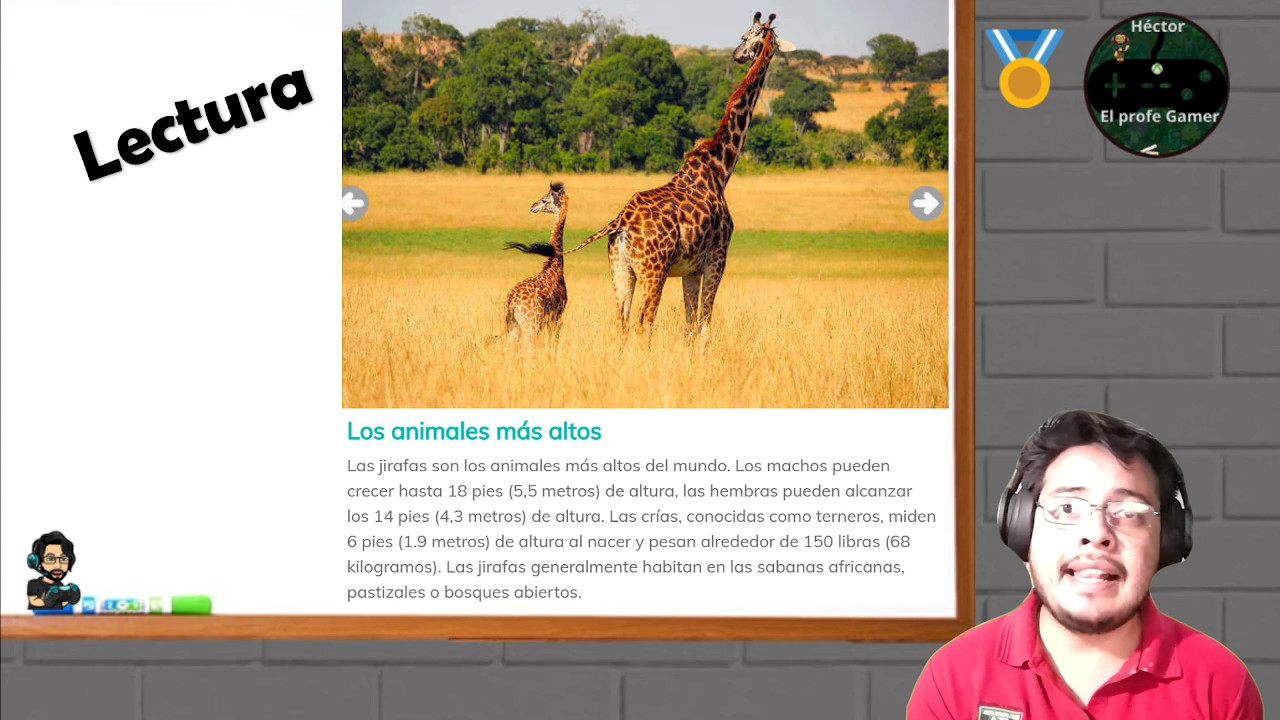 Lectura
Héctor
El profe Gamer
Los animales más altos
Las jirafas son los animales más altos del mundo. Los machos pueden
crecer hasta 18 pies (5,5 metros) de altura, las hembras pueden alcanzar
los 14 pies (4,3 metros) de altura. Las crías, conocidas como terneros, miden
6 pies (1.9 metros) de altura al nacer y pesan alrededor de 150 libras (68
kilogramos). Las jirafas generalmente habitan en las sabanas africanas,
pastizales o bosques abiertos.